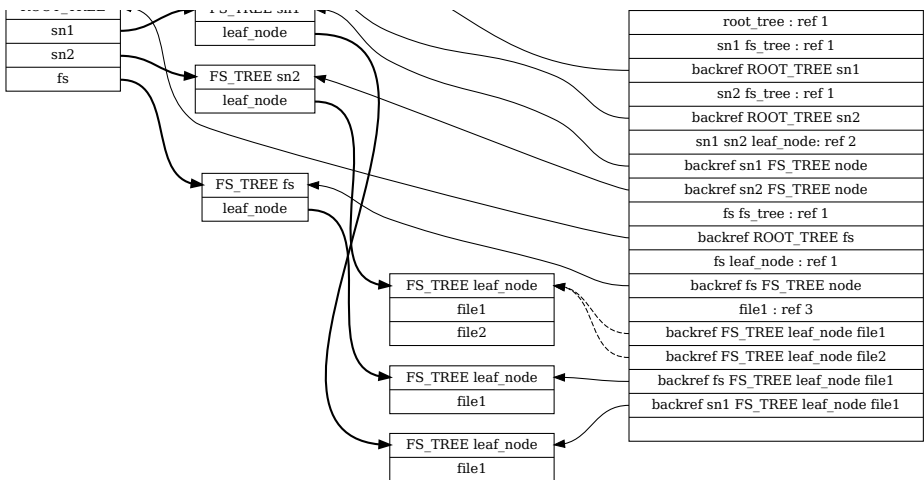 ROOT_TREE
sn1
sn2
fs
FS_TREE sn1
leaf_node
FS_TREE sn2
leaf_node
FS_TREE fs
leaf_node
FS_TREE leaf_node
file1
file2
FS_TREE leaf_node
file1
FS_TREE leaf_node
file1
root_tree : ref 1
sn1 fs_tree : ref 1
backref ROOT_TREE sn1
sn2 fs_tree : ref 1
backref ROOT_TREE sn2
sn1 sn2 leaf_node: ref 2
backref sn1 FS_TREE node
backref sn2 FS_TREE node
fs fs_tree : ref 1
backref ROOT_TREE fs
fs leaf_node : ref 1
backref fs FS_TREE node
file1 : ref 3
backref FS_TREE leaf_node file1
backref FS_TREE leaf_node file2
backref fs FS_TREE leaf_node file1
backref sn1 FS_TREE leaf_node file1